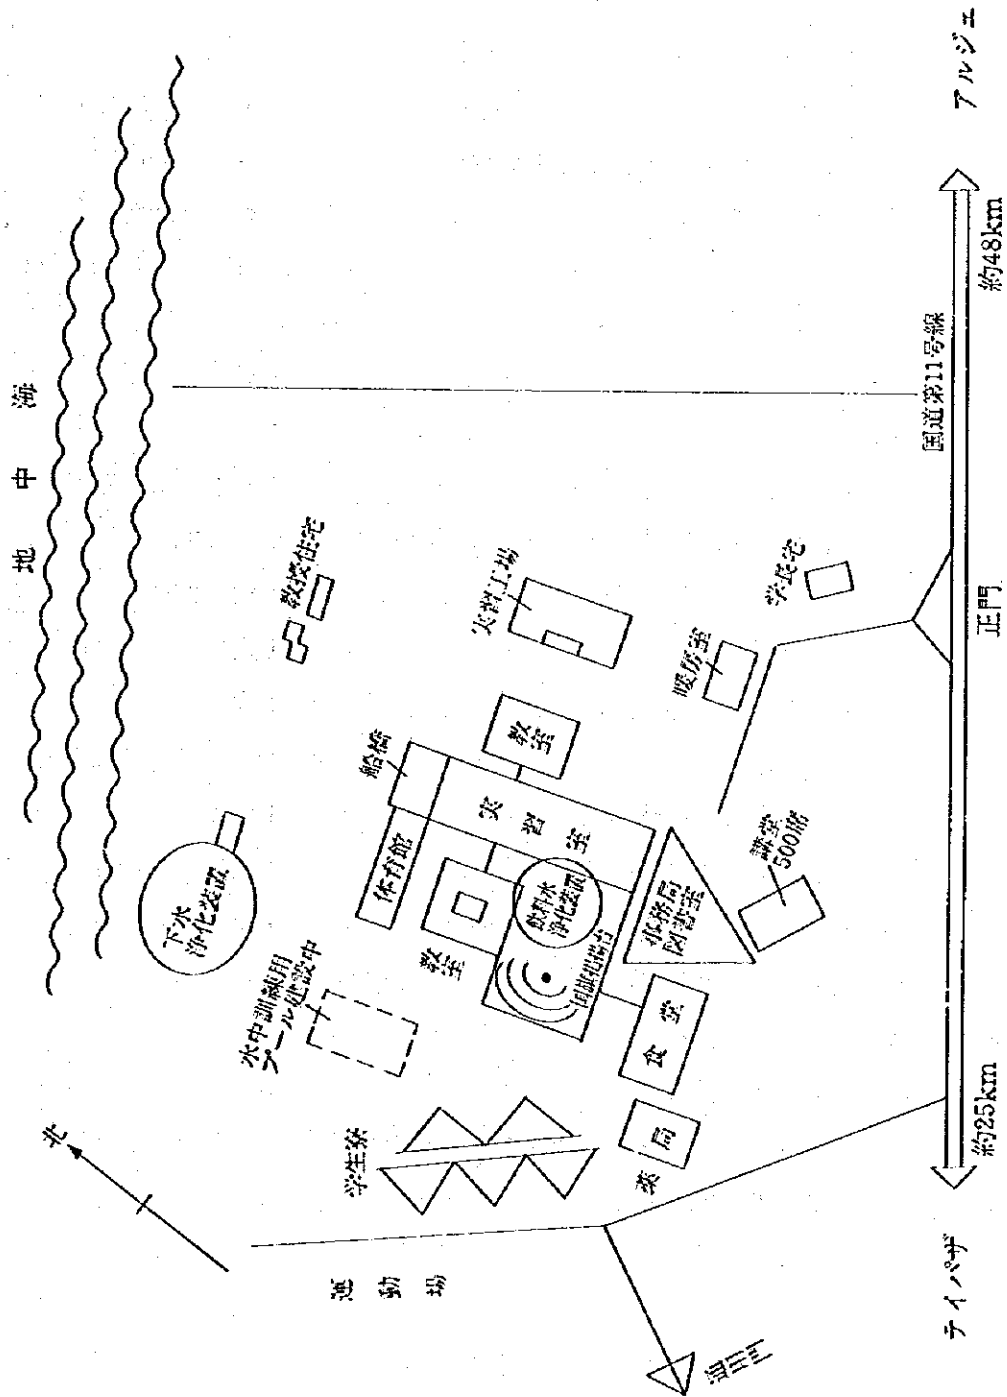 地中海
北
下水
浄化装置
教授住宅
水中訓練用
プール建設中
船橋
体育館
実習工場
教室
実習室
教室
飲料水
浄化装置
国旗掲揚台
学生寮
暖房室
学長宅
事務局
図書室
講堂
500席
食堂
薬局
運動場
国道第11号線
正門
テイパザ
約25km
約48km
アルジェ